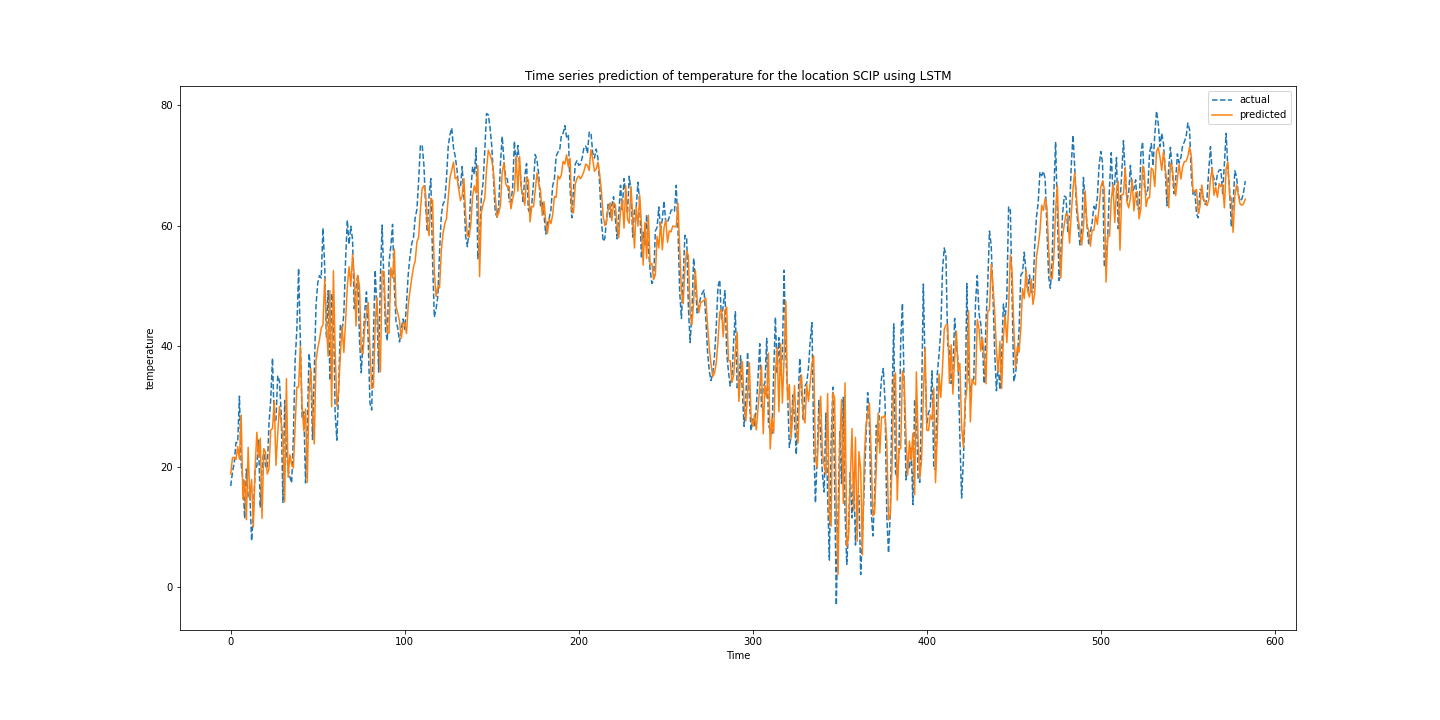 Time series prediction of temperature for the location SCIP using LSTM
actual
predicted
80
60
40
20
0
temperature
0 100 200 300 400 500 600
Time